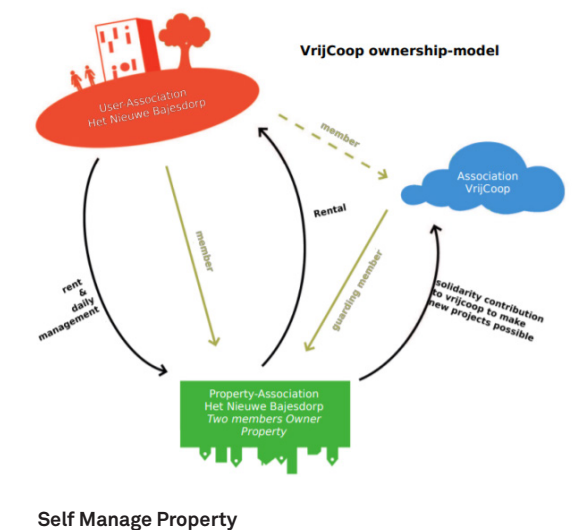 VrijCoop ownership-model
User-Association
Het Nieuwe Bajesdorp
member
Association
VrijCoop
Rental
member
guarding member
rent
&
daily
management
solidarity contribution
to vrijcoop to make
new projects possible
Property-Association
Het Nieuwe Bajesdorp
Two members Owner
Property
Self Manage Property